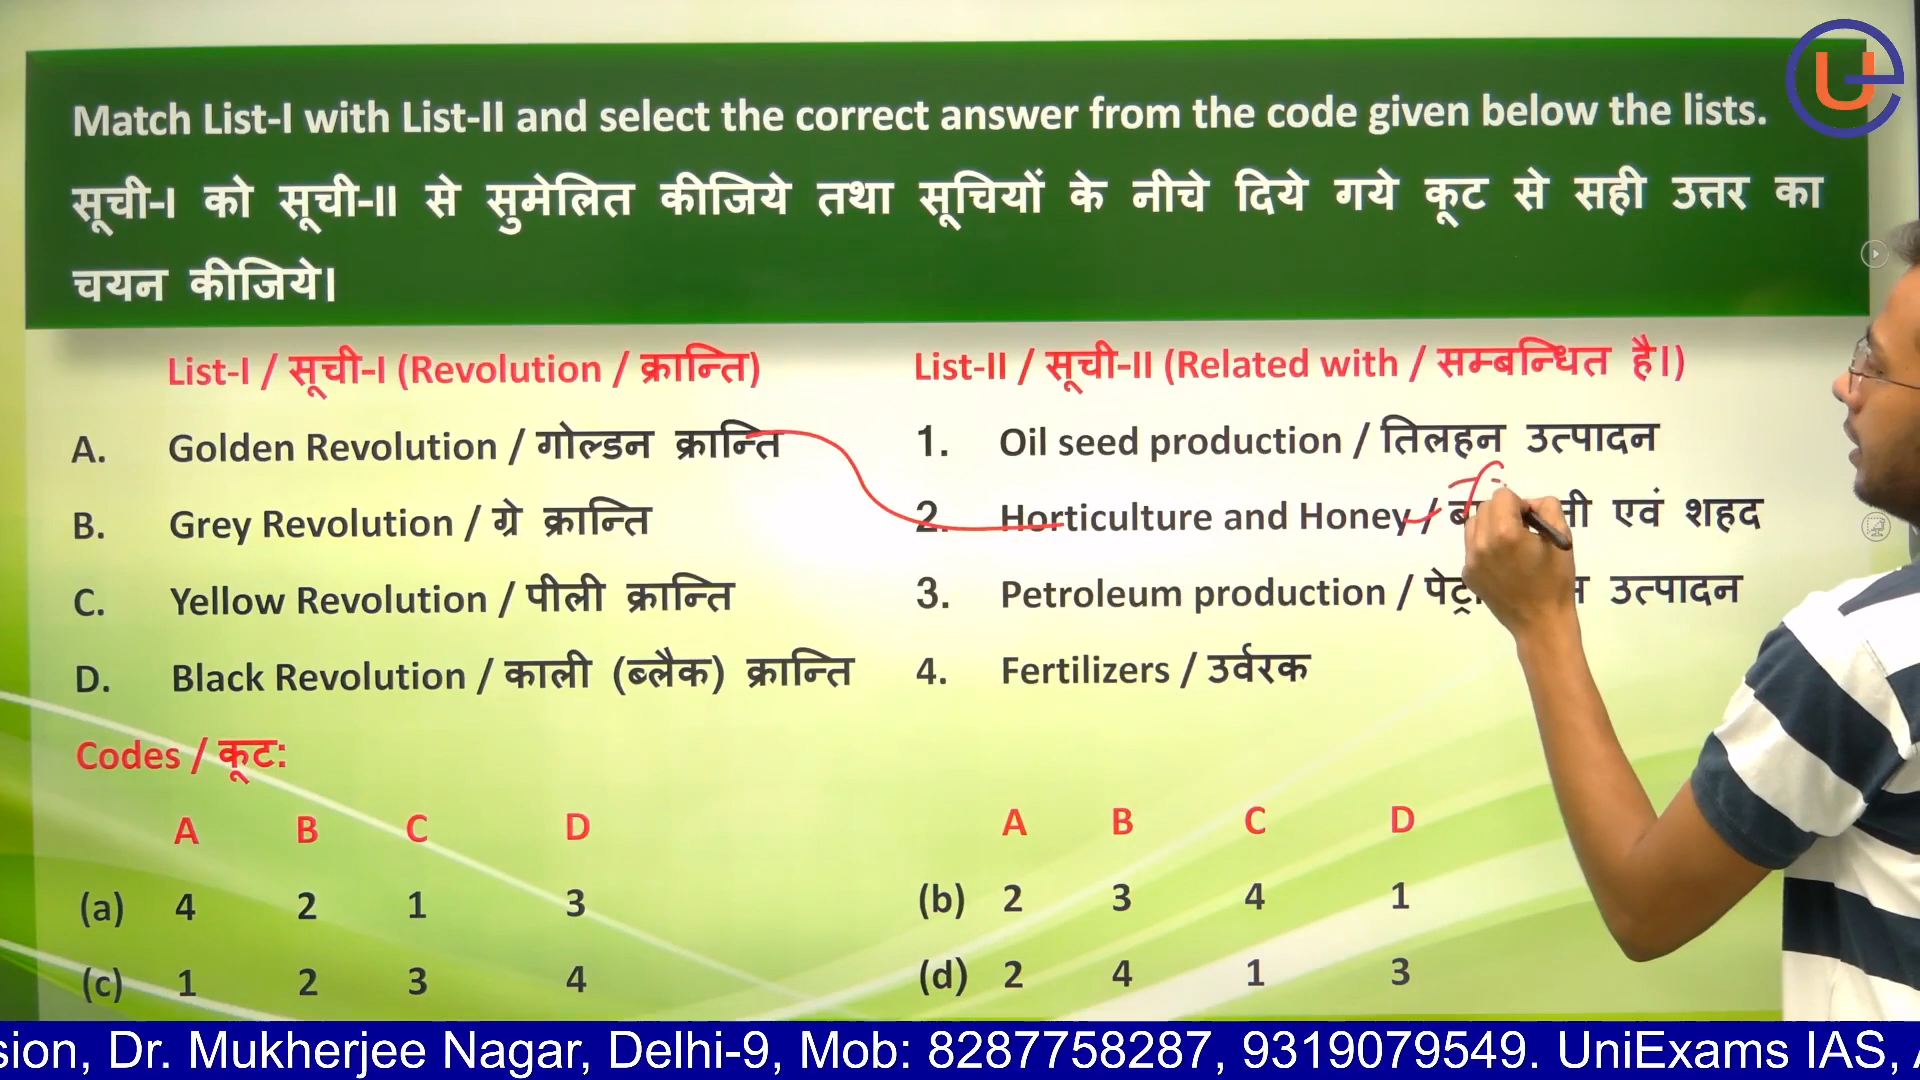 Match List-I with List-II and select the correct answer from the code given below the lists.
सूची-I को सूची-II से सुमेलित कीजिये तथा सूचियों के नीचे दिये गये कूट से सही उत्तर का
चयन कीजिये।
List-I / सूची-I (Revolution / क्रान्ति)
List-II / सूची-II (Related with / सम्बन्धित है।)
A. Golden Revolution / गोल्डन क्रान्ति
1. Oil seed production / तिलहन उत्पादन
B. Grey Revolution / ग्रे क्रान्ति
2. Horticulture and Honey / एवं शहद
C. Yellow Revolution / पीली क्रान्ति
3. Petroleum production / उत्पादन
D. Black Revolution / काली (ब्लैक) क्रान्ति
4. Fertilizers / उर्वरक
Codes / कूट:
A B C D
A B C D
(a) 4 2 1 3
(b) 2 3 4 1
(c) 1 2 3 4
(d) 2 4 1 3
sion, Dr. Mukherjee Nagar, Delhi-9, Mob: 8287758287, 9319079549. UniExams IAS,